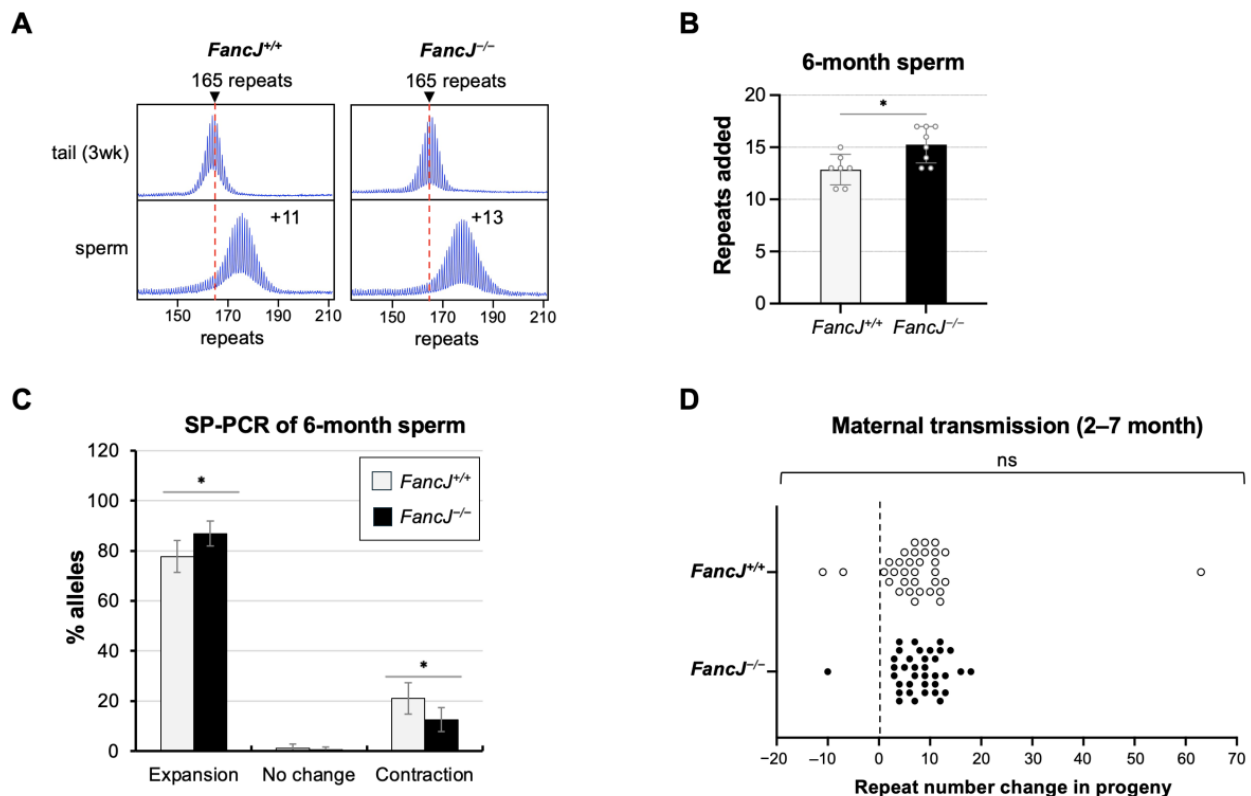 A
FancJ+/+
FancJ–/–
165 repeats
165 repeats
tail (3wk)
+11
+13
sperm
150 170 190 210
150 170 190 210
repeats
repeats
B
6-month sperm
*
20
15
10
5
0
Repeats added
FancJ+/+
FancJ–/–
C
SP-PCR of 6-month sperm
120
100
80
60
40
20
0
% alleles
*
*
FancJ+/+
FancJ–/–
Expansion
No change
Contraction
D
Maternal transmission (2–7 month)
ns
FancJ+/+
FancJ–/–
–20 –10 0 10 20 30 40 50 60 70
Repeat number change in progeny